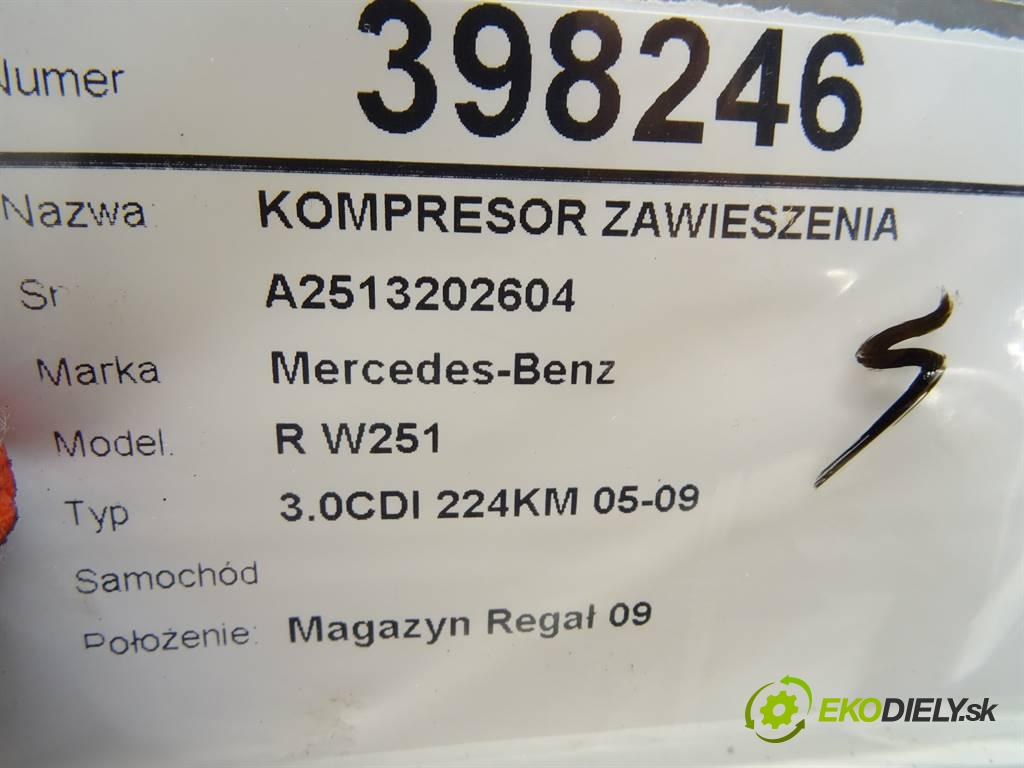 Numer 398246
Nazwa: KOMPRESOR ZAWIESZENIA
Sr A2513202604
Marka Mercedes-Benz
Model. R W251
Typ 3.0CDI 224KM 05-09
Samochód
Położenie: Magazyn Regał 09
EKODIELY.sk